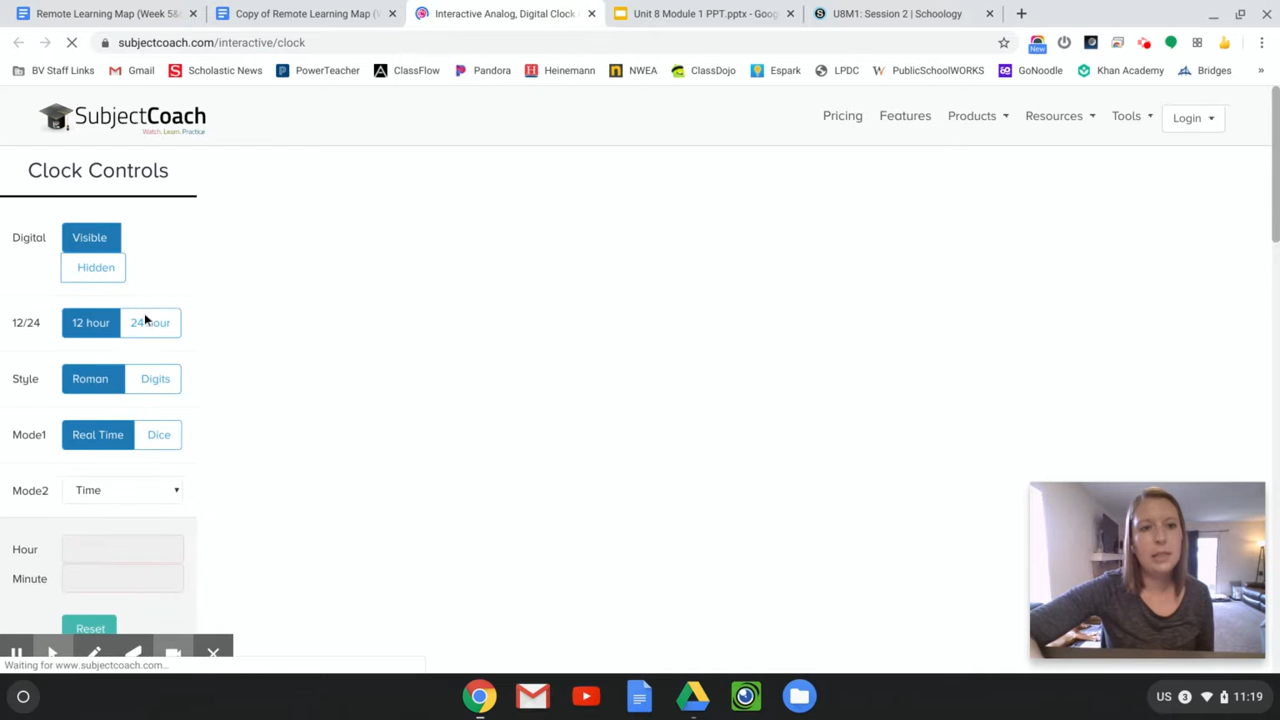 Remote Learning Map (Week 5&
Copy of Remote Learning Map (V
Interactive Analog, Digital Clock
Unit 8 Module 1 PPT.pptx - Goog
U8M1: Session 2 | Schoology
subjectcoach.com/interactive/clock
New
BV Staff Links
Gmail
Scholastic News
PowerTeacher
ClassFlow
Pandora
Heinemann
NWEA
ClassDojo
Espark
LPDC
PublicSchoolWORKS
GoNoodle
Khan Academy
Bridges
»
SubjectCoach
Watch. Learn. Practice
Pricing
Features
Products
Resources
Tools
Login
Clock Controls
Digital Visible
Hidden
12/24 12 hour 24 hour
Style Roman Digits
Mode1 Real Time Dice
Mode2 Time
Hour
Minute
Reset
Waiting for www.subjectcoach.com...
US 3 11:19